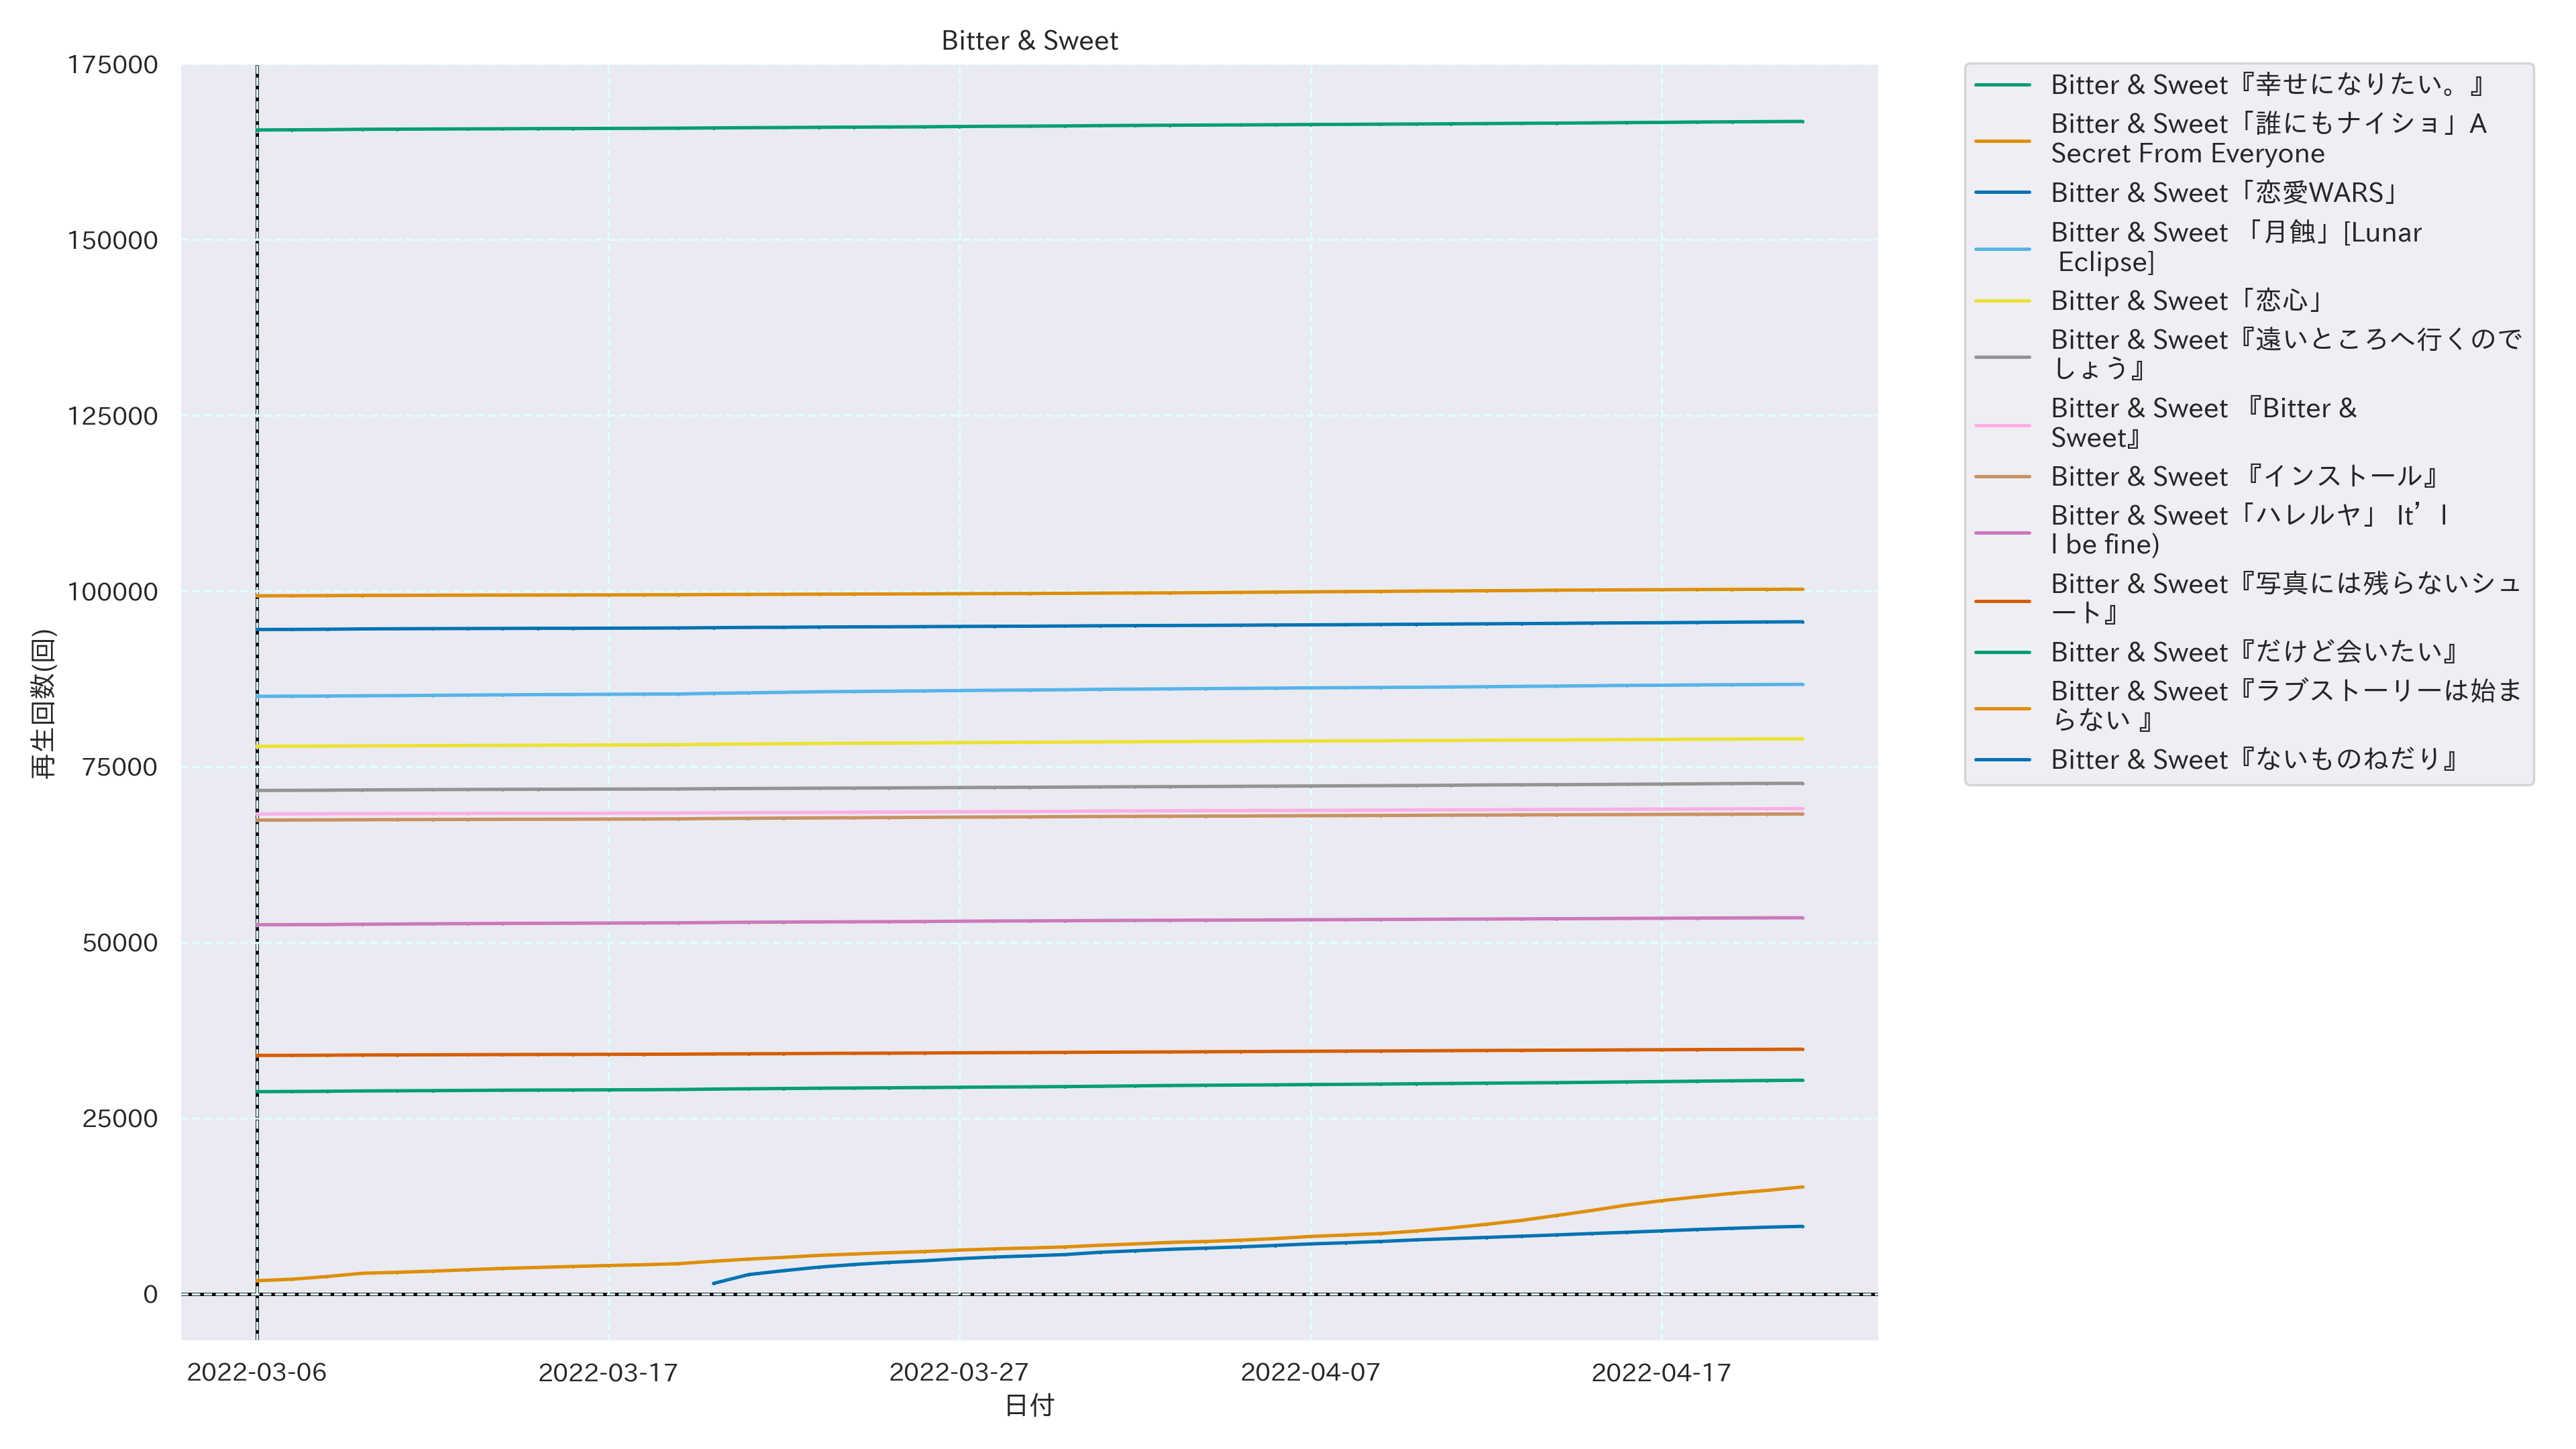 Bitter & Sweet
175000
150000
125000
100000
75000
50000
25000
0
再生回数(回)
2022-03-06
2022-03-17
2022-03-27
2022-04-07
2022-04-17
日付
Bitter & Sweet『幸せになりたい。』
Bitter & Sweet「誰にもナイショ」A
Secret From Everyone
Bitter & Sweet「恋愛WARS」
Bitter & Sweet 「月蝕」[Lunar
Eclipse]
Bitter & Sweet「恋心」
Bitter & Sweet『遠いところへ行くので
しょう』
Bitter & Sweet 『Bitter &
Sweet』
Bitter & Sweet 『インストール』
Bitter & Sweet「ハレルヤ」 It’l
l be fine)
Bitter & Sweet『写真には残らないシュ
ート』
Bitter & Sweet『だけど会いたい』
Bitter & Sweet『ラブストーリーは始ま
らない 』
Bitter & Sweet『ないものねだり』